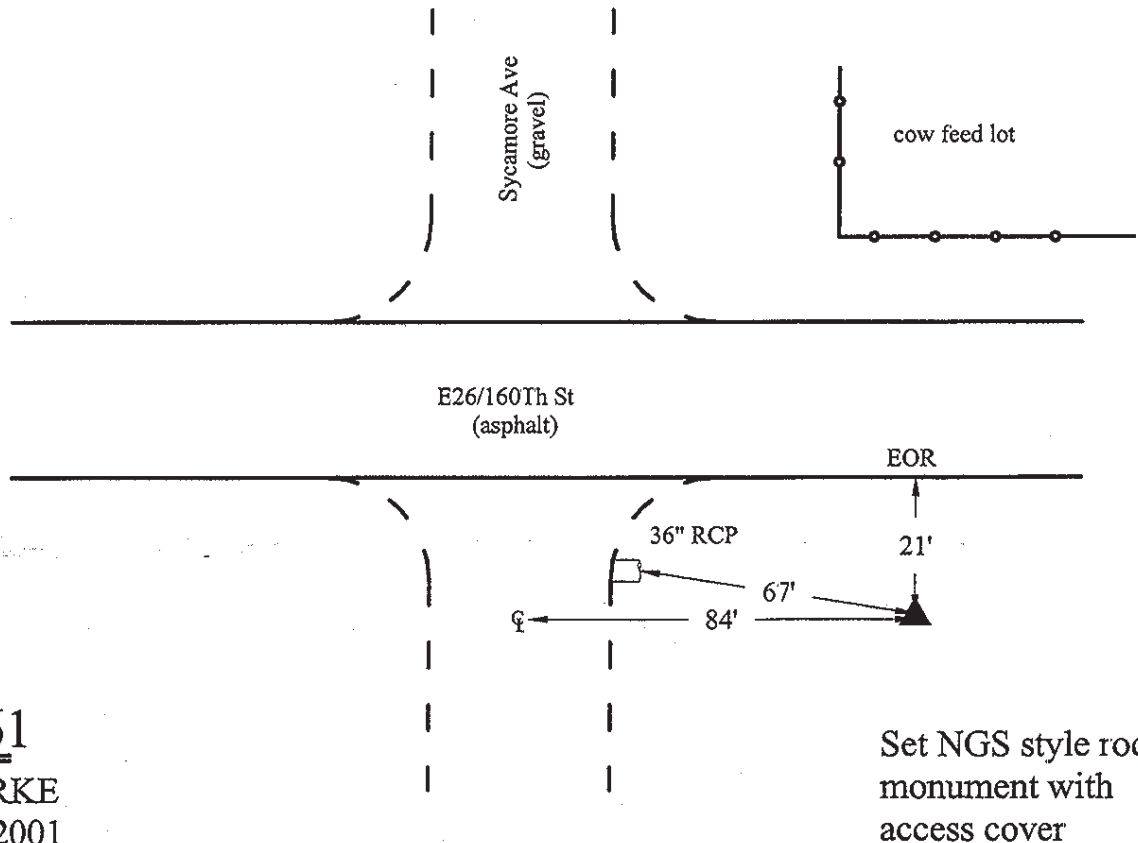 Sycamore Ave
(gravel)
cow feed lot
E26/160Th St
(asphalt)
EOR
36" RCP
21'
67'
℄
84'
Set NGS style
monument with
access cover
2001